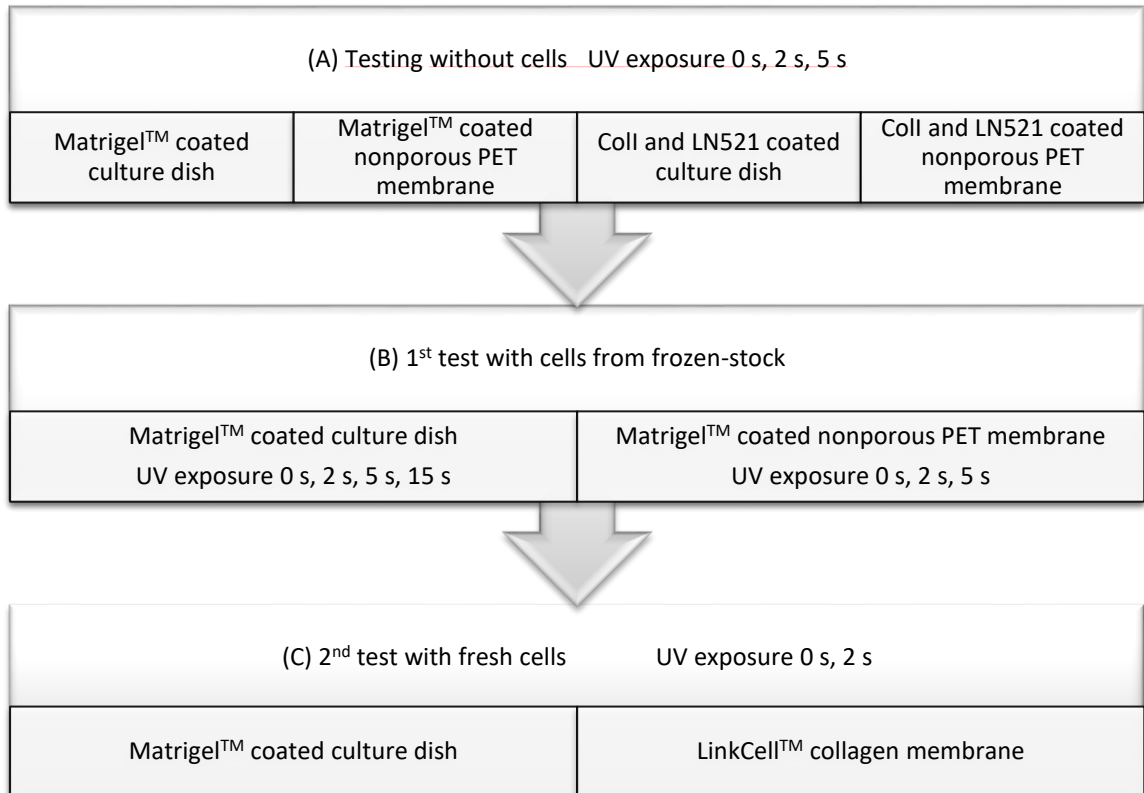 (A) Testing without cells UV exposure 0 s, 2 s, 5 s
Matrigel™ coated
culture dish
Matrigel™ coated
nonporous PET
membrane
ColI and LN521 coated
culture dish
ColI and LN521 coated
nonporous PET
membrane
(B) 1st test with cells from frozen-stock
Matrigel™ coated culture dish
UV exposure 0 s, 2 s, 5 s, 15 s
Matrigel™ coated nonporous PET membrane
UV exposure 0 s, 2 s, 5 s
(C) 2nd test with fresh cells UV exposure 0 s, 2 s
Matrigel™ coated culture dish
LinkCell™ collagen membrane